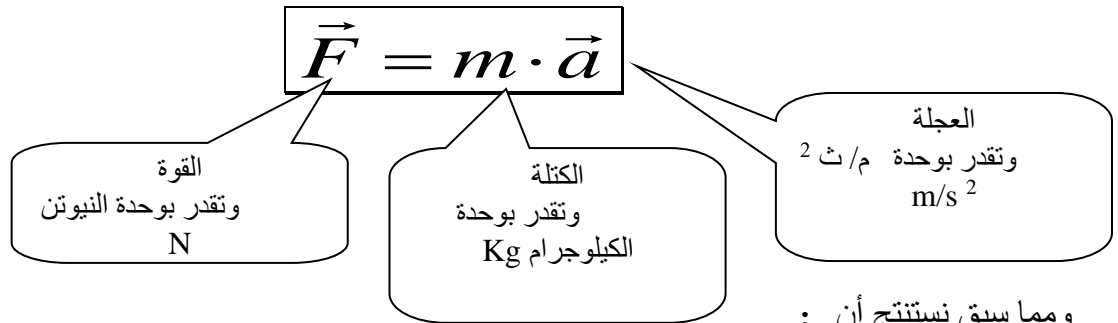 F = m · a
العجلة
وتقدر بوحدة م/ ث 2
m/s 2
القوة
وتقدر بوحدة النيوتن
N
الكتلة
وتقدر بوحدة
الكيلوجرام Kg
ومما سبق نستنتج أن :